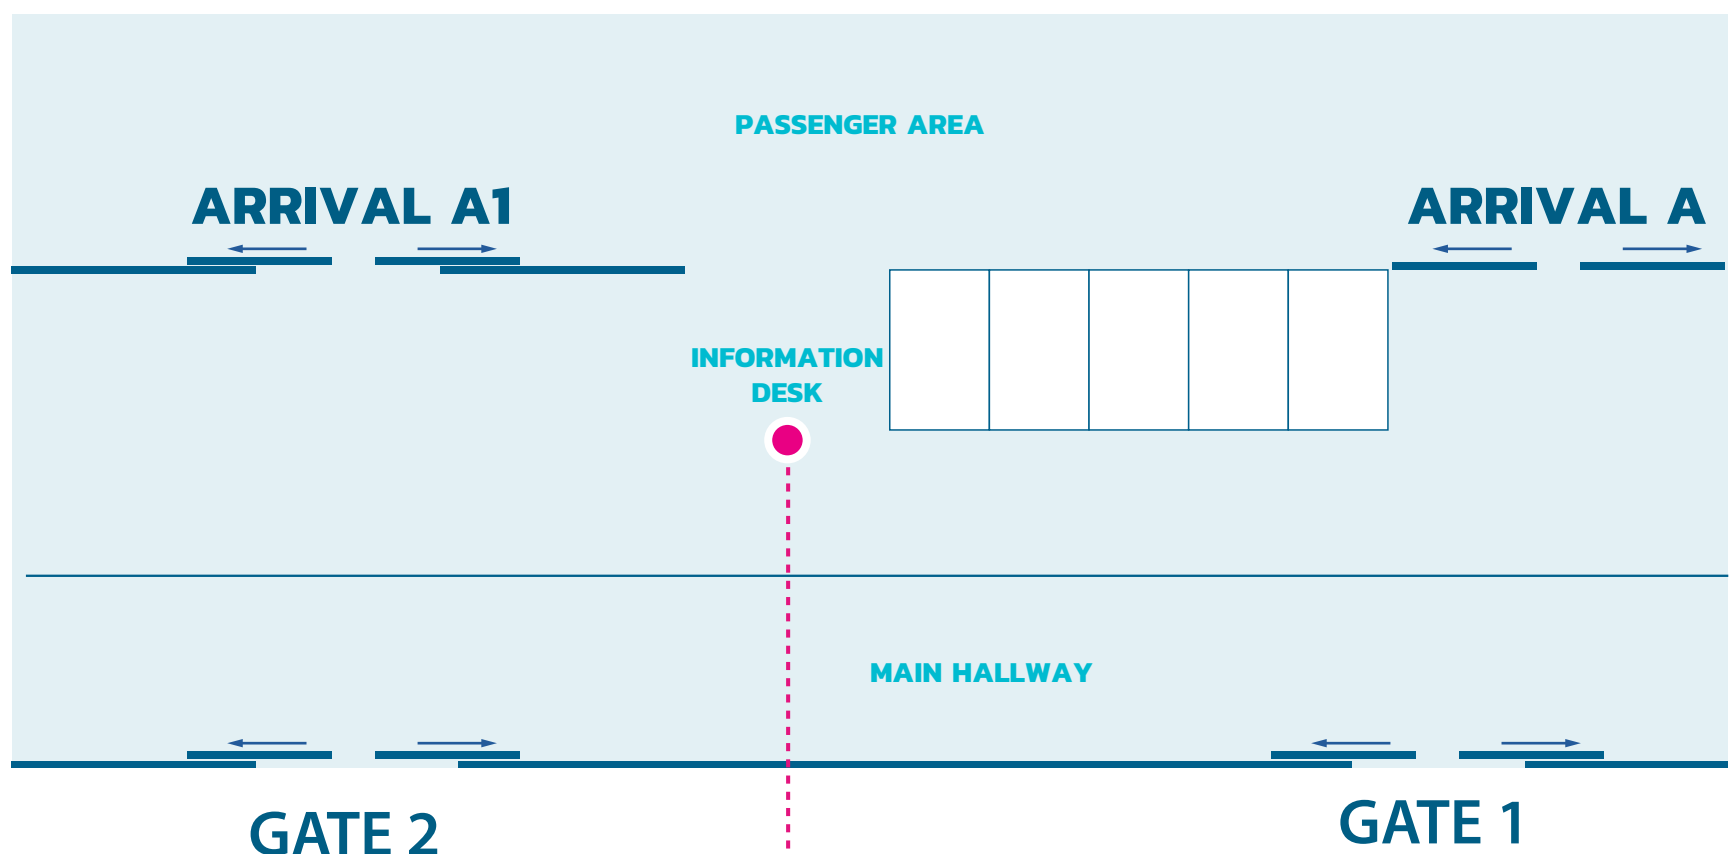 PASSENGER AREA
ARRIVAL A1
ARRIVAL A
INFORMATION
DESK
MAIN HALLWAY
GATE 2
GATE 1